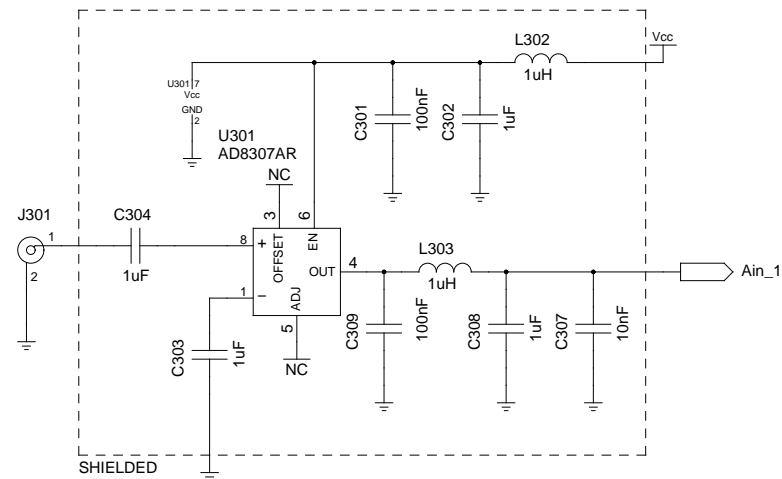 L302
1uH
Vcc
U301 7
Vcc
GND
2
C301
100nF
C302
1uF
U301
AD8307AR
NC
3
6
J301
1
2
C304
1uF
8
+
OFFSET
EN
OUT
4
1
−
ADJ
5
NC
L303
1uH
Ain_1
C303
1uF
C309
100nF
C308
1uF
C307
10nF
SHIELDED